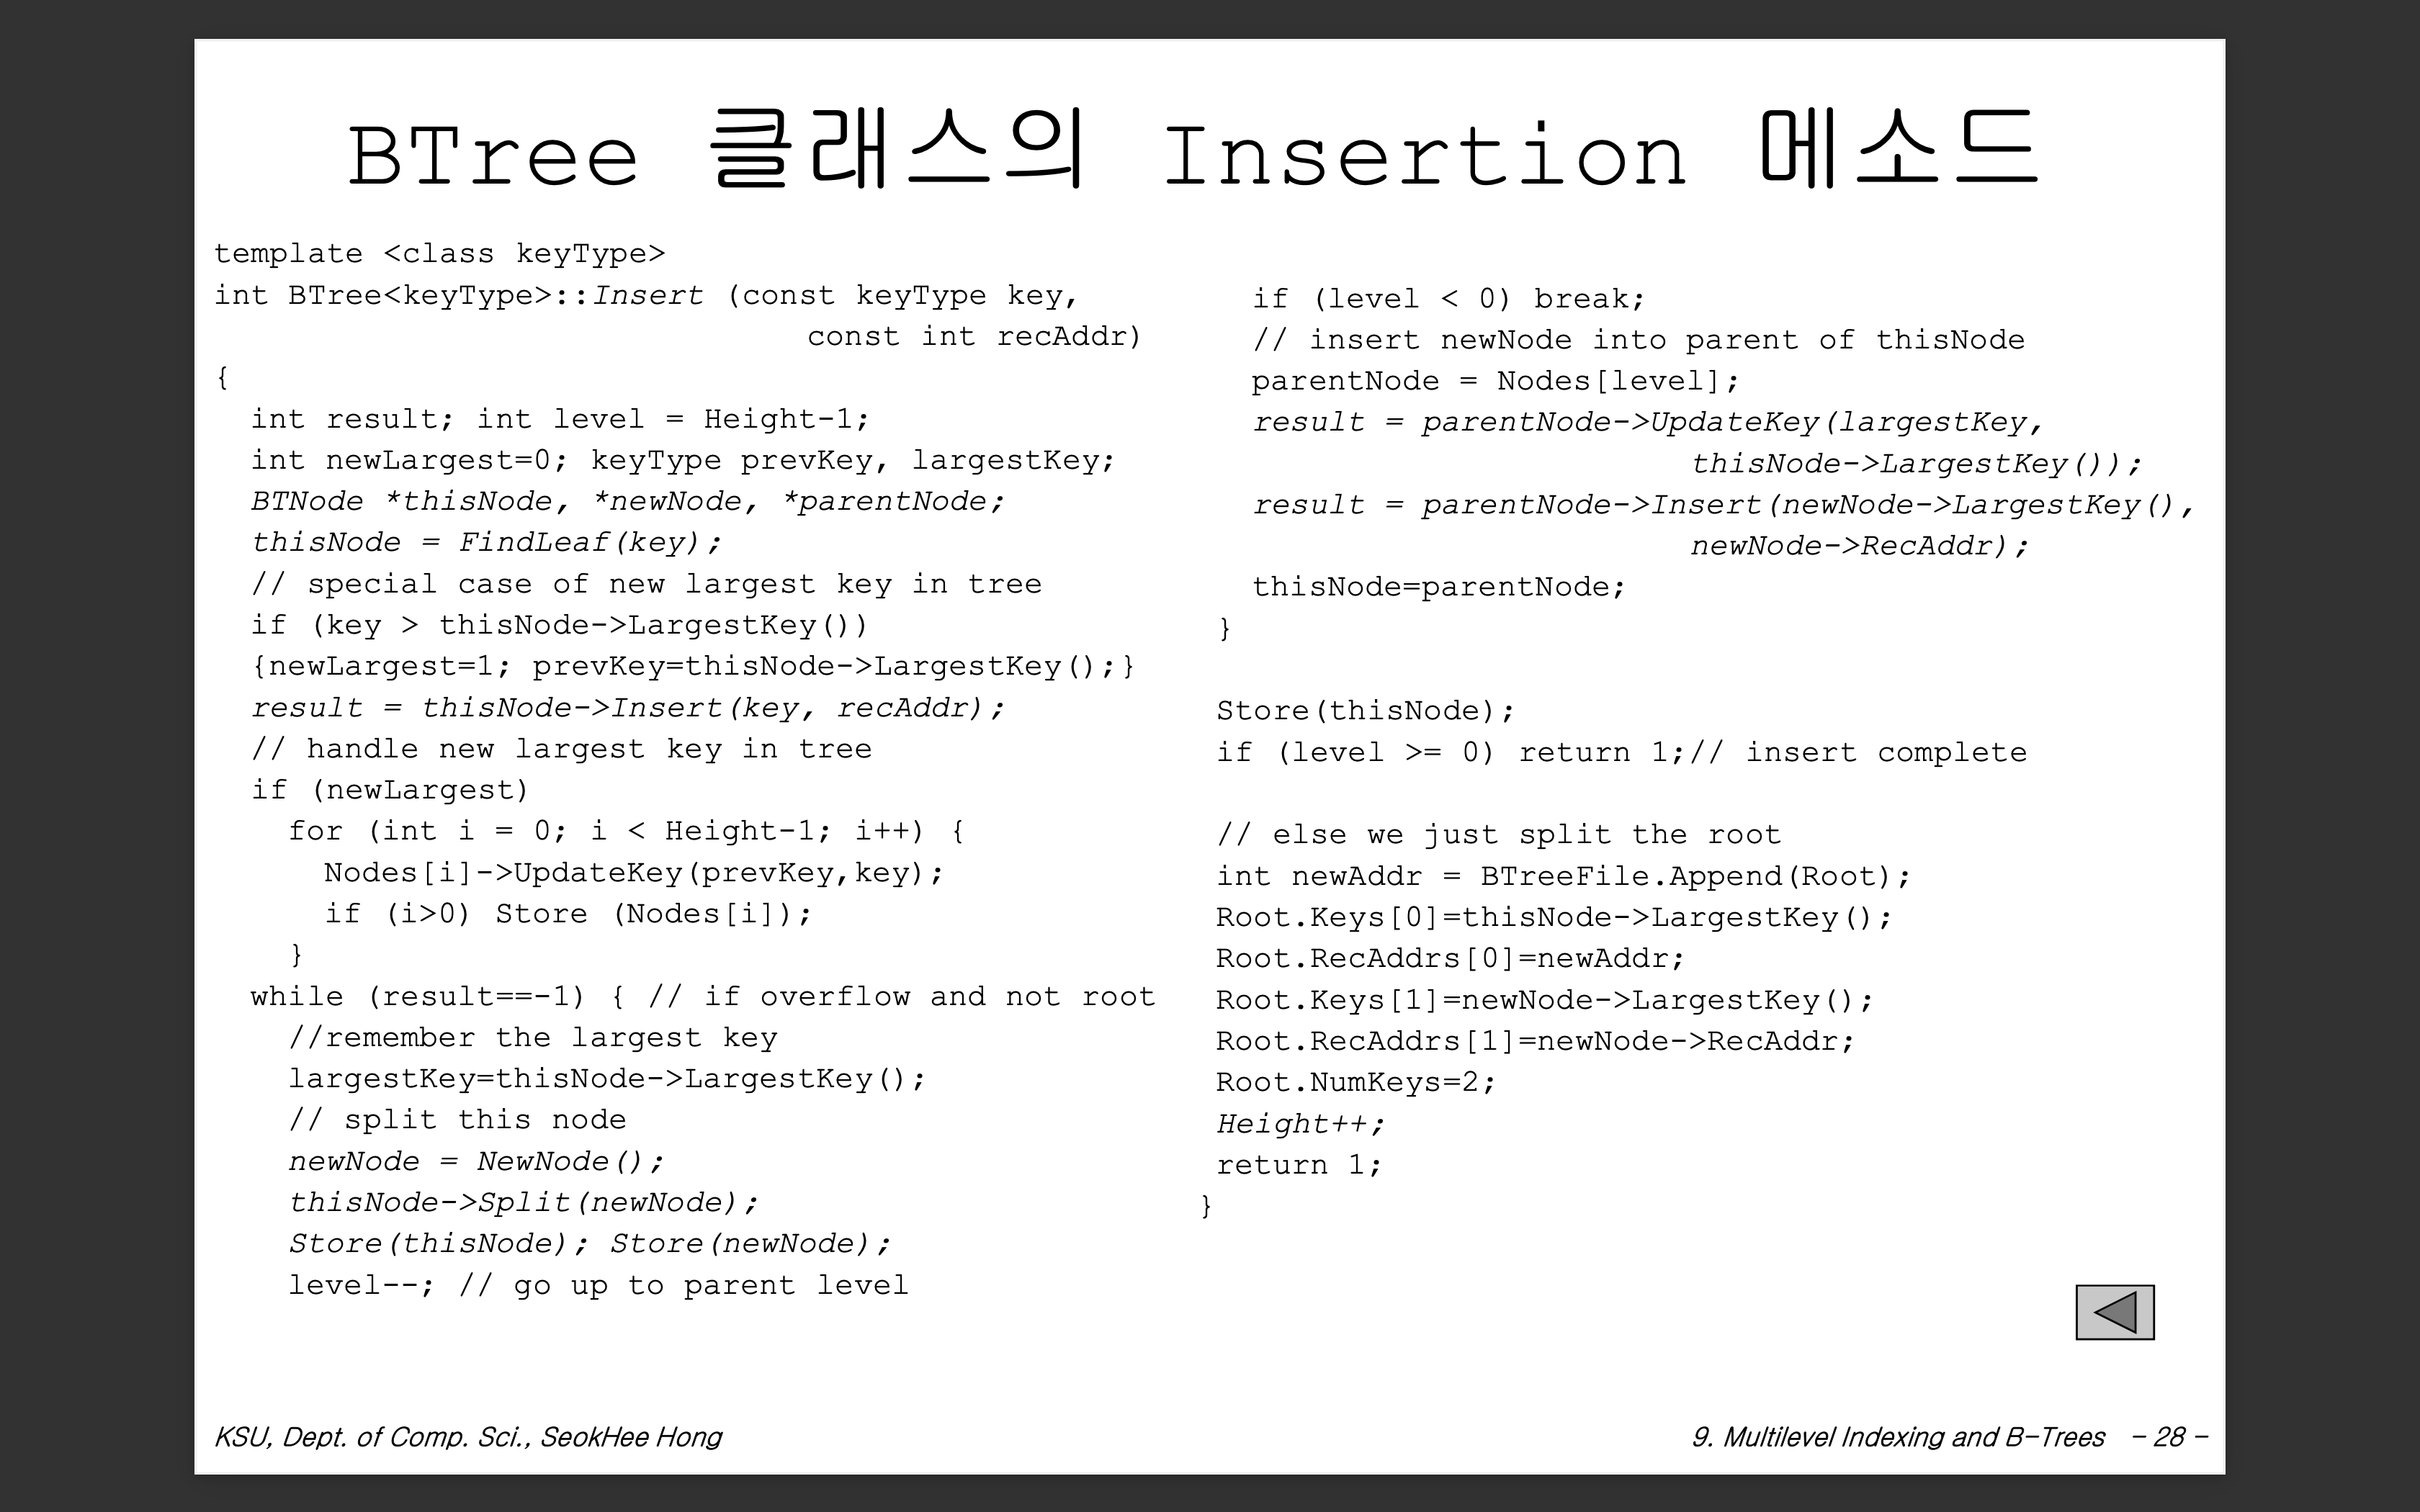 BTree 클래스의 Insertion 메소드
template <class keyType>
int BTree<keyType>::Insert (const keyType key,
const int recAddr)
{
int result; int level = Height-1;
int newLargest=0; keyType prevKey, largestKey;
BTNode *thisNode, *newNode, *parentNode;
thisNode = FindLeaf(key);
// special case of new largest key in tree
if (key > thisNode->LargestKey())
{newLargest=1; prevKey=thisNode->LargestKey();}
result = thisNode->Insert(key, recAddr);
// handle new largest key in tree
if (newLargest)
for (int i = 0; i < Height-1; i++) {
Nodes[i]->UpdateKey(prevKey,key);
if (i>0) Store (Nodes[i]);
}
while (result==-1) { // if overflow and not root
//remember the largest key
largestKey=thisNode->LargestKey();
// split this node
newNode = NewNode();
thisNode->Split(newNode);
Store(thisNode); Store(newNode);
level--; // go up to parent level
if (level < 0) break;
// insert newNode into parent of thisNode
parentNode = Nodes[level];
result = parentNode->UpdateKey(largestKey,
thisNode->LargestKey());
result = parentNode->Insert(newNode->LargestKey(),
newNode->RecAddr);
thisNode=parentNode;
}
Store(thisNode);
if (level >= 0) return 1;// insert complete
// else we just split the root
int newAddr = BTreeFile.Append(Root);
Root.Keys[0]=thisNode->LargestKey();
Root.RecAddrs[0]=newAddr;
Root.Keys[1]=newNode->LargestKey();
Root.RecAddrs[1]=newNode->RecAddr;
Root.NumKeys=2;
Height++;
return 1;
}
KSU, Dept. of Comp. Sci., SeokHee Hong
9. Multilevel Indexing and B-Trees - 28 -